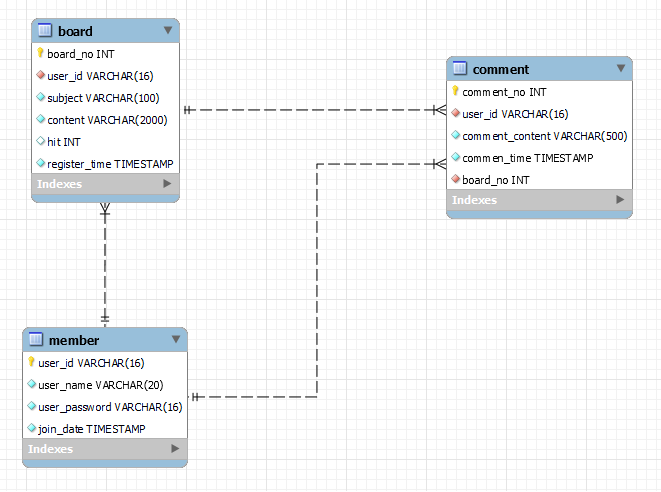 board
board_no INT
user_id VARCHAR(16)
subject VARCHAR(100)
content VARCHAR(2000)
hit INT
register_time TIMESTAMP
Indexes
comment
comment_no INT
user_id VARCHAR(16)
comment_content VARCHAR(500)
commen_time TIMESTAMP
board_no INT
Indexes
member
user_id VARCHAR(16)
user_name VARCHAR(20)
user_password VARCHAR(16)
join_date TIMESTAMP
Indexes